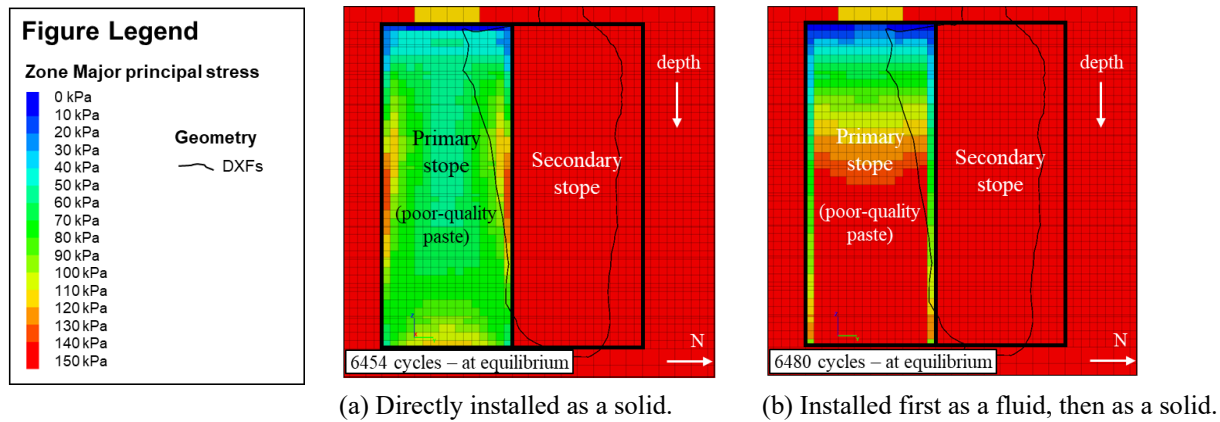 Figure Legend
Zone Major principal stress
0 kPa
10 kPa
20 kPa
30 kPa
40 kPa
50 kPa
60 kPa
70 kPa
80 kPa
90 kPa
100 kPa
110 kPa
120 kPa
130 kPa
140 kPa
150 kPa
Geometry
DXFs
Primary
stope
(poor-quality
paste)
Secondary
stope
depth
N
6454 cycles – at equilibrium
(a) Directly installed as a solid.
Primary
stope
(poor-quality
paste)
Secondary
stope
depth
N
6480 cycles – at equilibrium
(b) Installed first as a fluid, then as a solid.